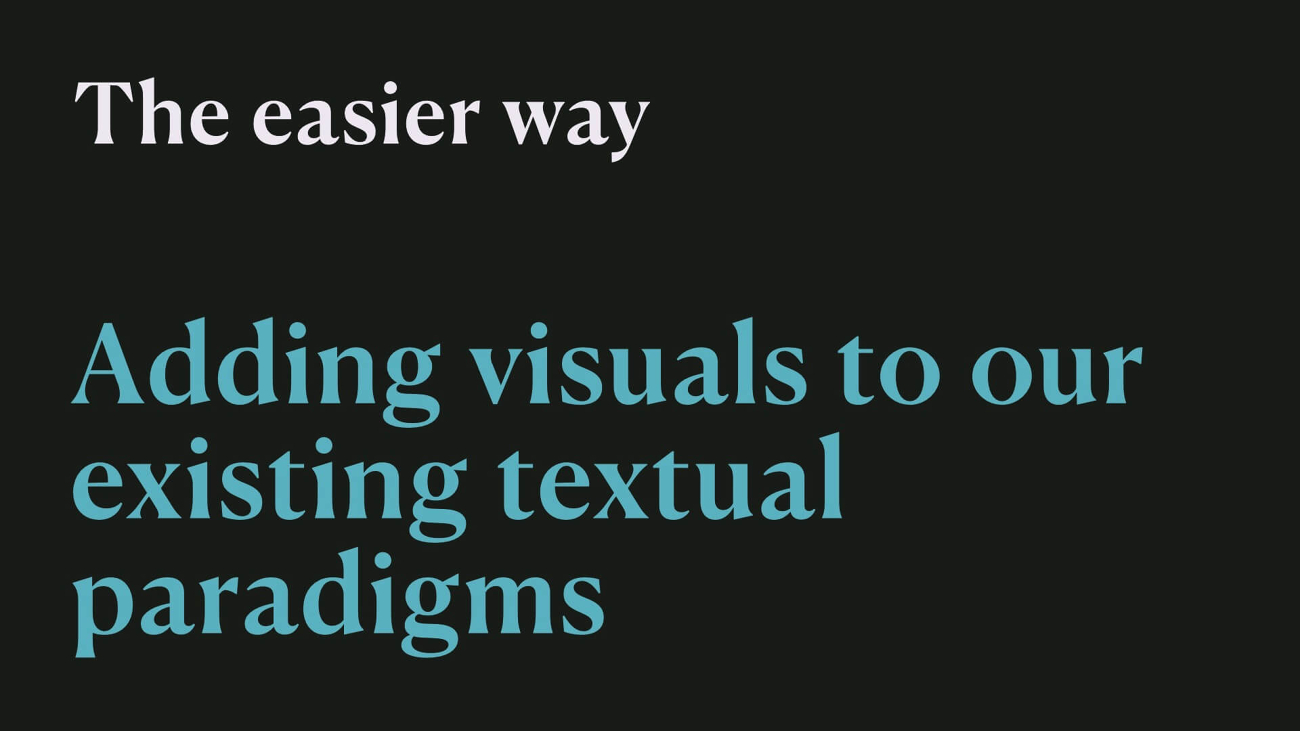 The easier way
Adding visuals to our
existing textual
paradigms